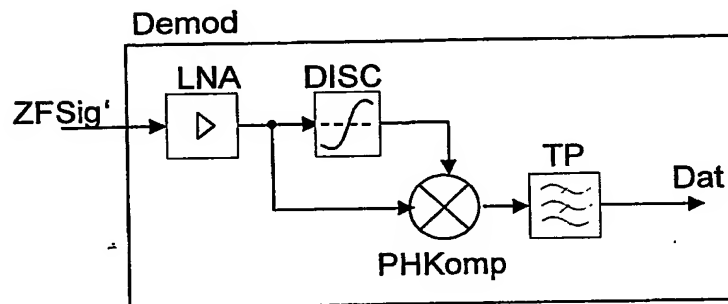 Demod
LNA
DISC
ZFSig‘
TP
Dat
PHKomp